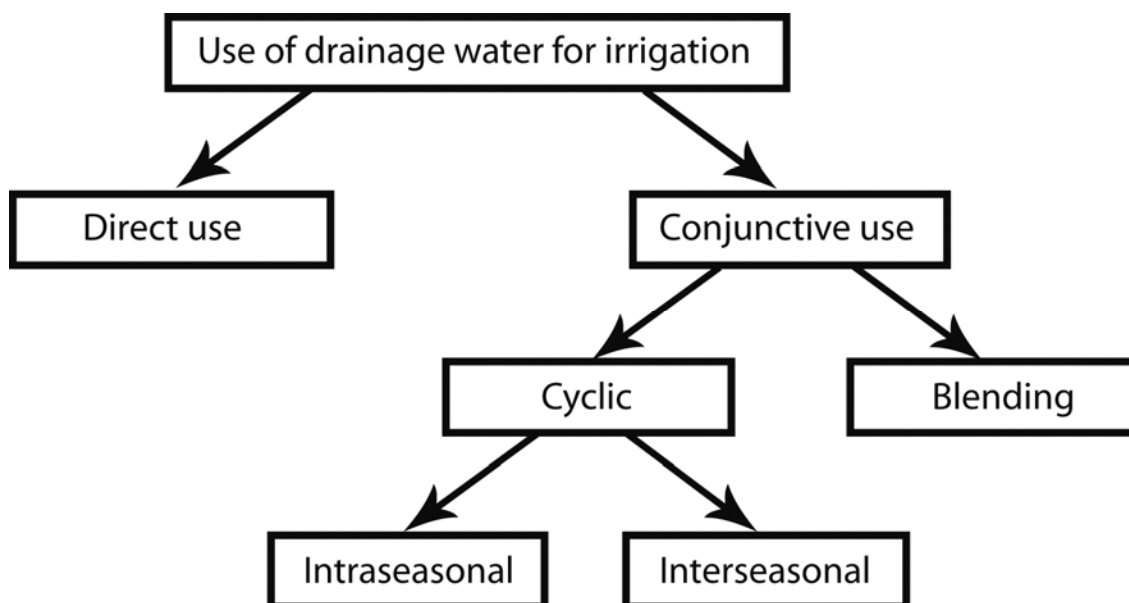 Use of drainage water for irrigation
Direct use
Conjunctive use
Cyclic
Blending
Intraseasonal
Interseasonal